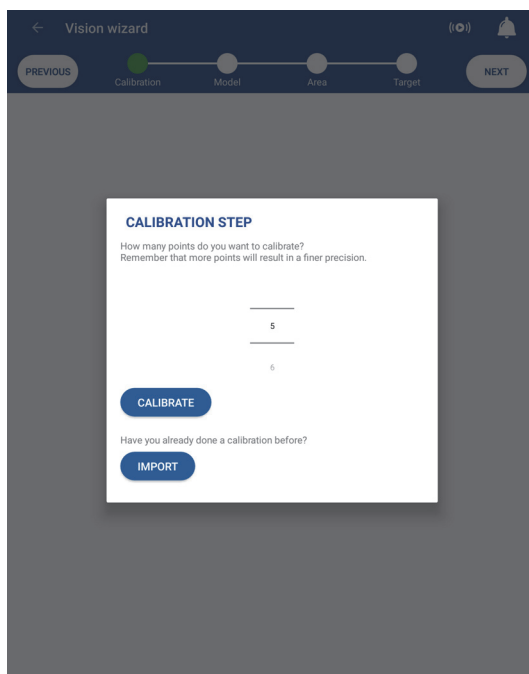 Vision wizard
PREVIOUS
Calibration
Model
Area
Target
NEXT
CALIBRATION STEP
How many points do you want to calibrate?
Remember that more points will result in a finer precision.
5
6
CALIBRATE
Have you already done a calibration before?
IMPORT